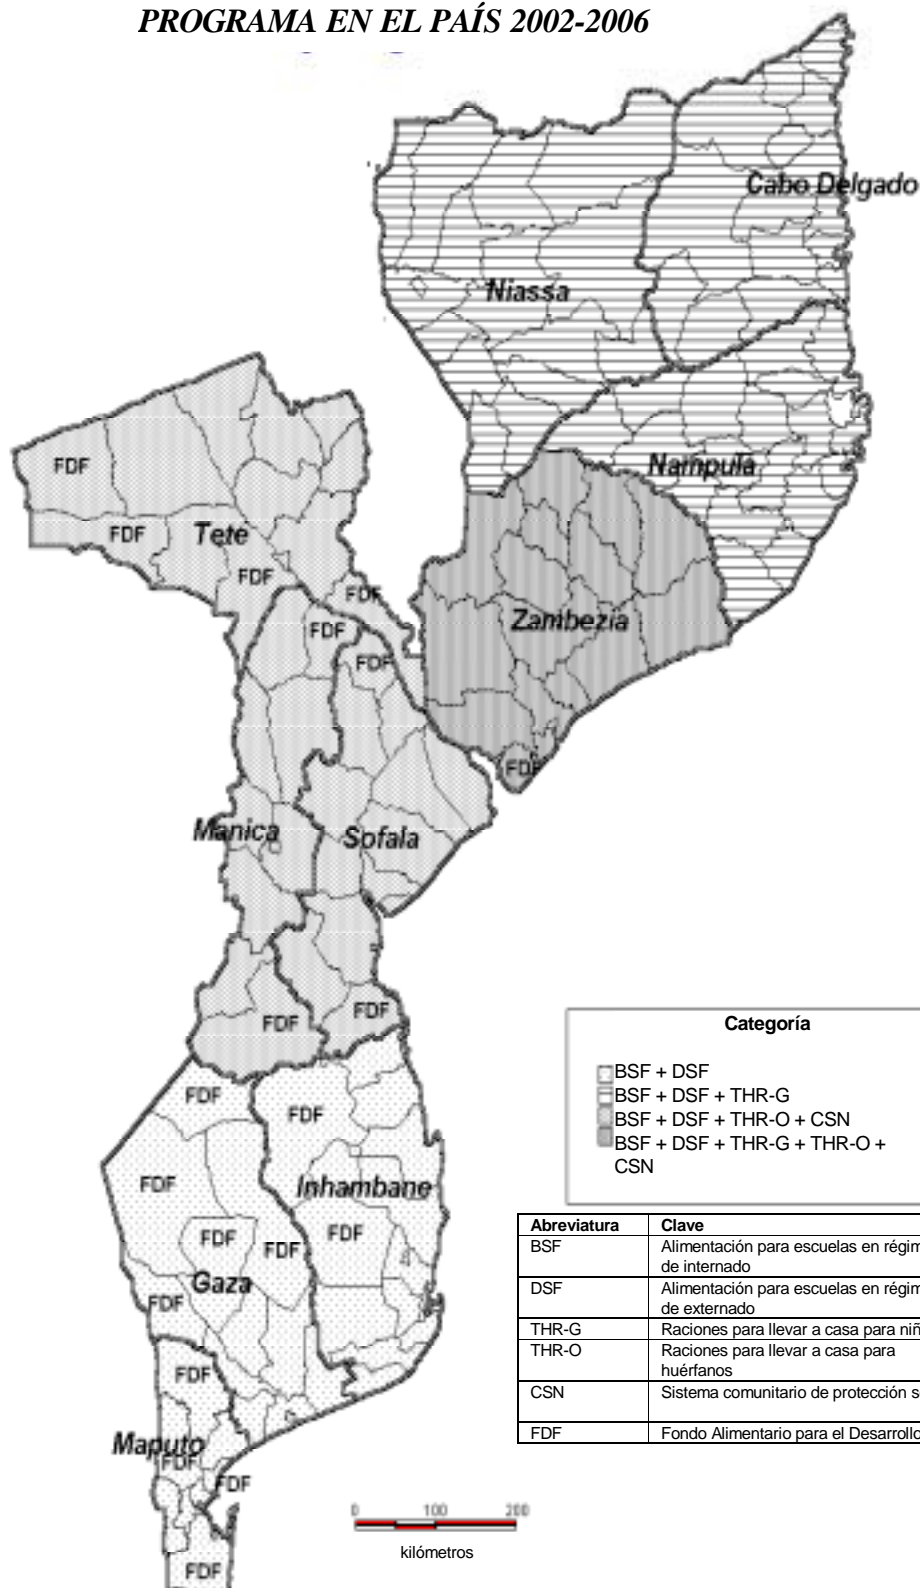 PROGRAMA EN EL PAÍS 2002-2006
Cabo Delgado
Niassa
Nampula
FDF
FDF
Tete
FDF
FDF
FDF
FDF
Zambezia
FDF
Manica
Sofala
FDF
FDF
FDF
FDF
FDF
Inhambane
FDF
FDF
FDF
Gaza
FDF
FDF
Maputo
FDF
FDF
FDF
Categoría
BSF + DSF
BSF + DSF + THR-G
BSF + DSF + THR-O + CSN
BSF + DSF + THR-G + THR-O +
CSN
Abreviatura Clave
BSF Alimentación para escuelas en régim
de internado
DSF Alimentación para escuelas en régim
de externado
THR-G Raciones para llevar a casa para niñ
THR-O Raciones para llevar a casa para
huérfanos
CSN Sistema comunitario de protección s
FDF Fondo Alimentario para el Desarrollo
0 100 200
kilómetros